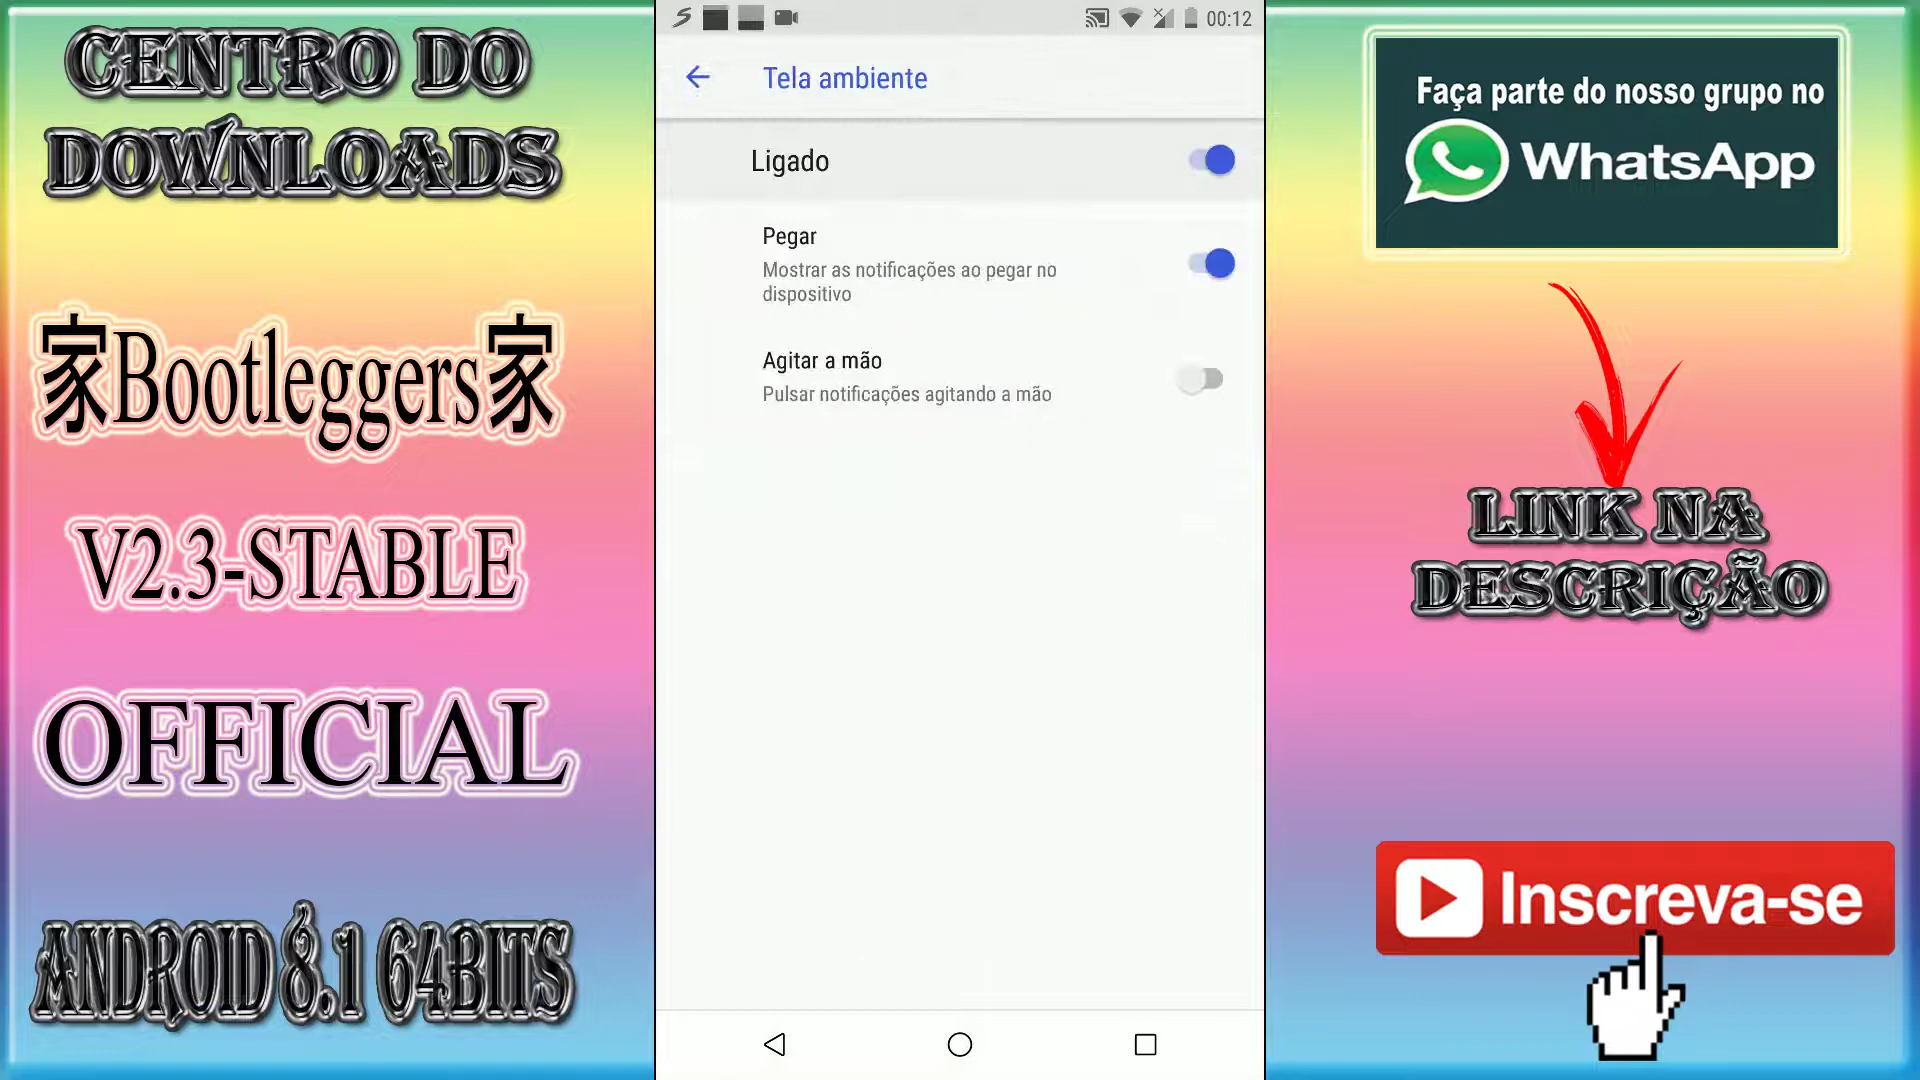 CENTRO DO
DOWNLOADS
家Bootleggers家
V2.3-STABLE
OFFICIAL
ANDROID 8.1 64BITS
00:12
Tela ambiente
Ligado
Pegar
Mostrar as notificações ao pegar no
dispositivo
Agitar a mão
Pulsar notificações agitando a mão
Faça parte do nosso grupo no
WhatsApp
LINK NA
DESCRIÇÃO
Inscreva-se